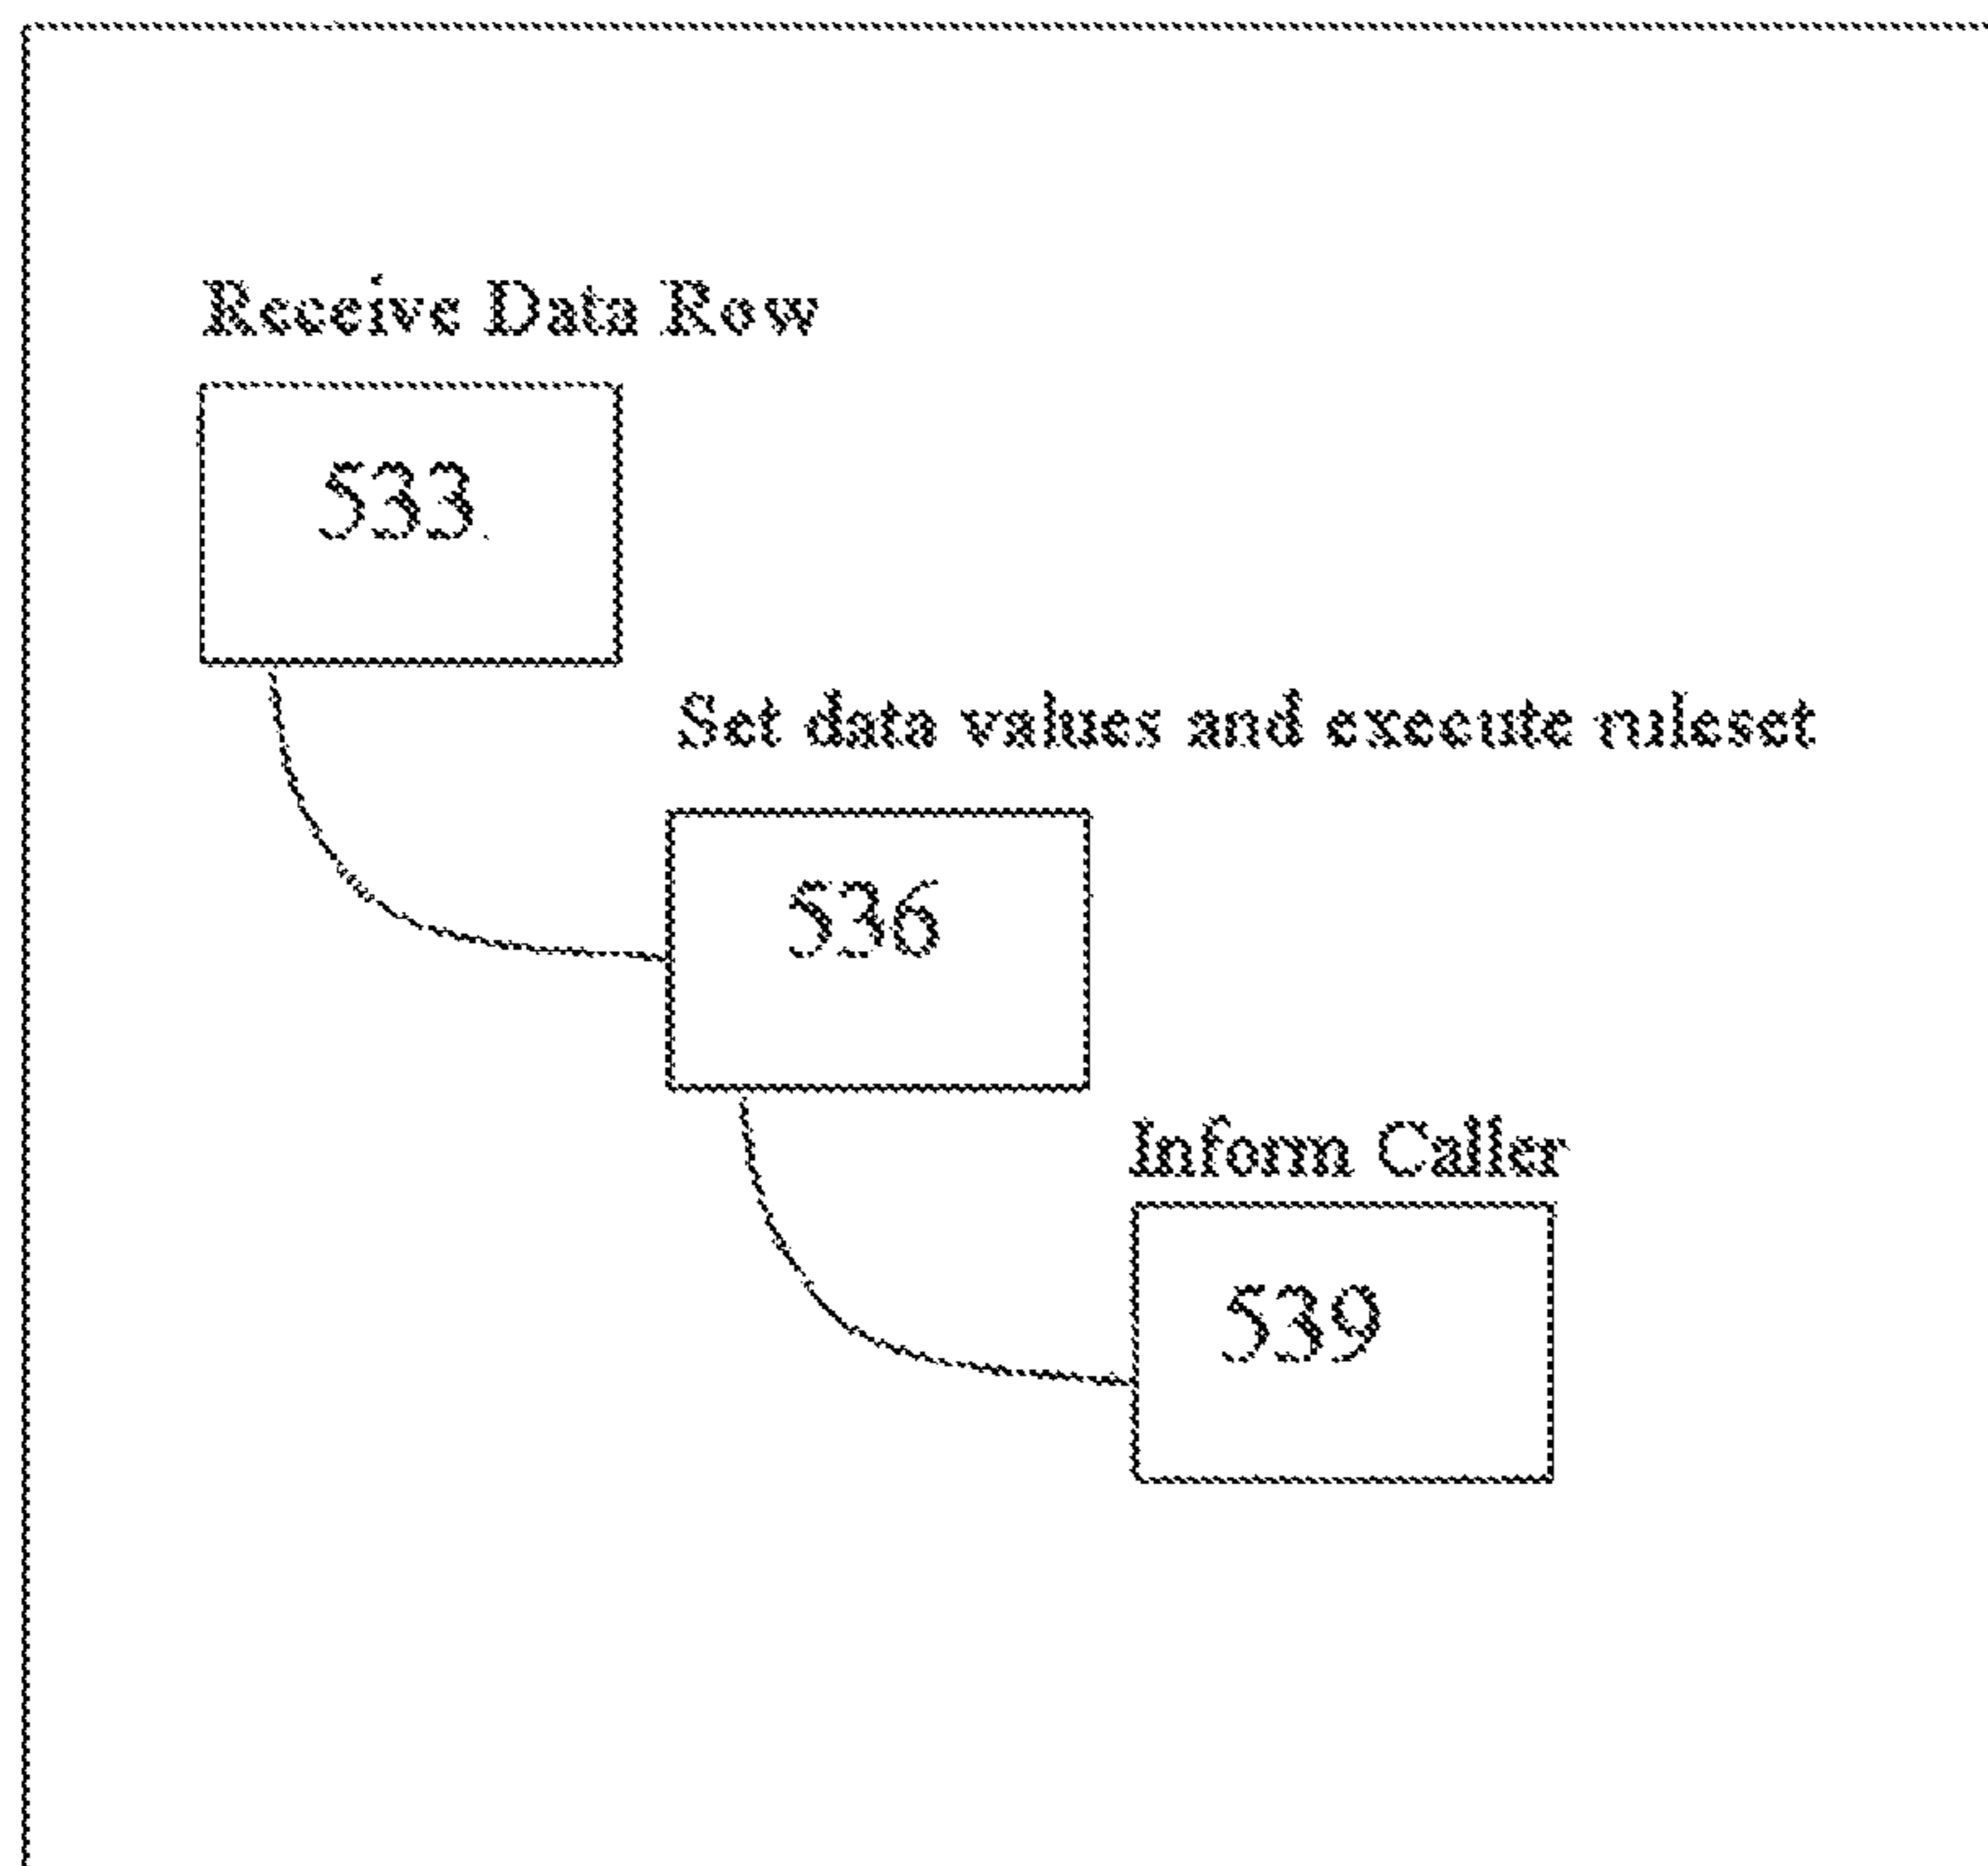 Receive Data Row
533
Set data values and execute ruleset
536
Inform Caller
539